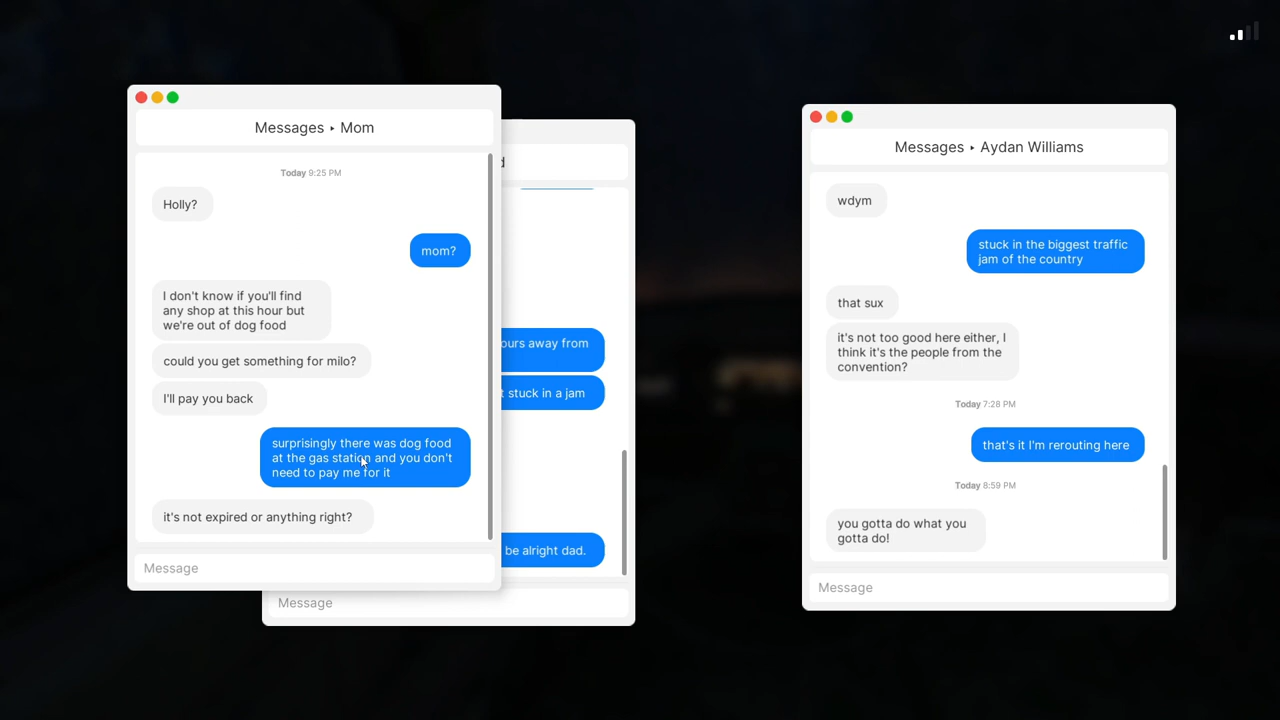 Messages ‣ Mom
Today 9:25 PM
Holly?
mom?
I don't know if you'll find
any shop at this hour but
we're out of dog food
could you get something for milo?
I'll pay you back
surprisingly there was dog food
at the gas station and you don't
need to pay me for it
it's not expired or anything right?
Message
away from
stuck in a jam
be alright dad.
Message
Messages ‣ Aydan Williams
wdym
stuck in the biggest traffic
jam of the country
that sux
it's not too good here either, I
think it's the people from the
convention?
Today 7:28 PM
that's it I'm rerouting here
Today 8:59 PM
you gotta do what you
gotta do!
Message